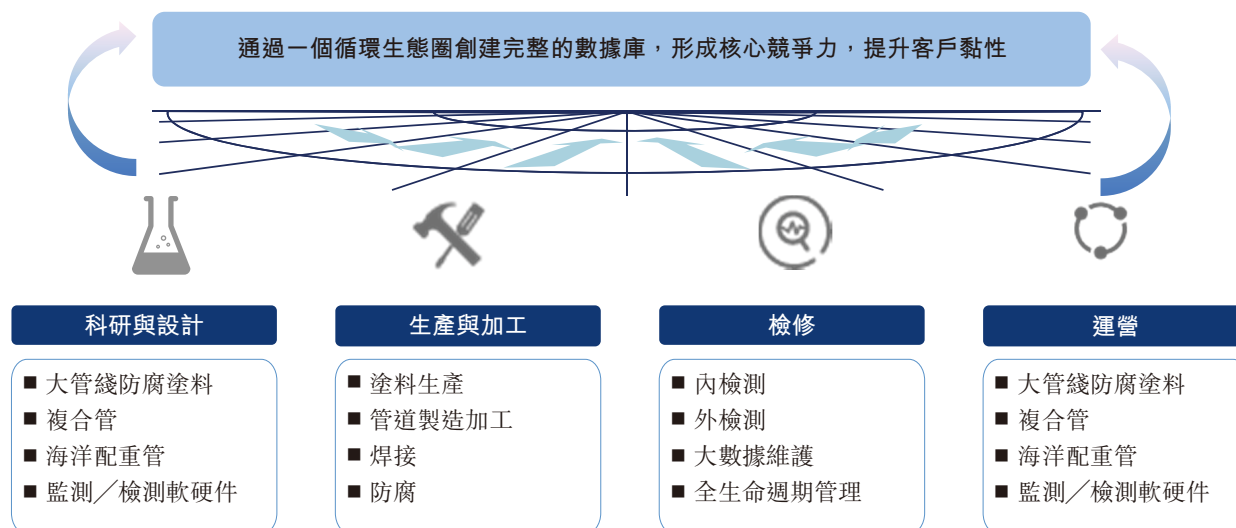 通過一個循環生態圈創建完整的數據庫，形成核心競爭力，提升客戶黏性
科研與設計
■ 大管綫防腐塗料
■ 複合管
■ 海洋配重管
■ 監測╱檢測軟硬件
生產與加工
■ 塗料生產
■ 管道製造加工
■ 焊接
■ 防腐
檢修
■ 內檢測
■ 外檢測
■ 大數據維護
■ 全生命週期管理
運營
■ 大管綫防腐塗料
■ 複合管
■ 海洋配重管
■ 監測╱檢測軟硬件